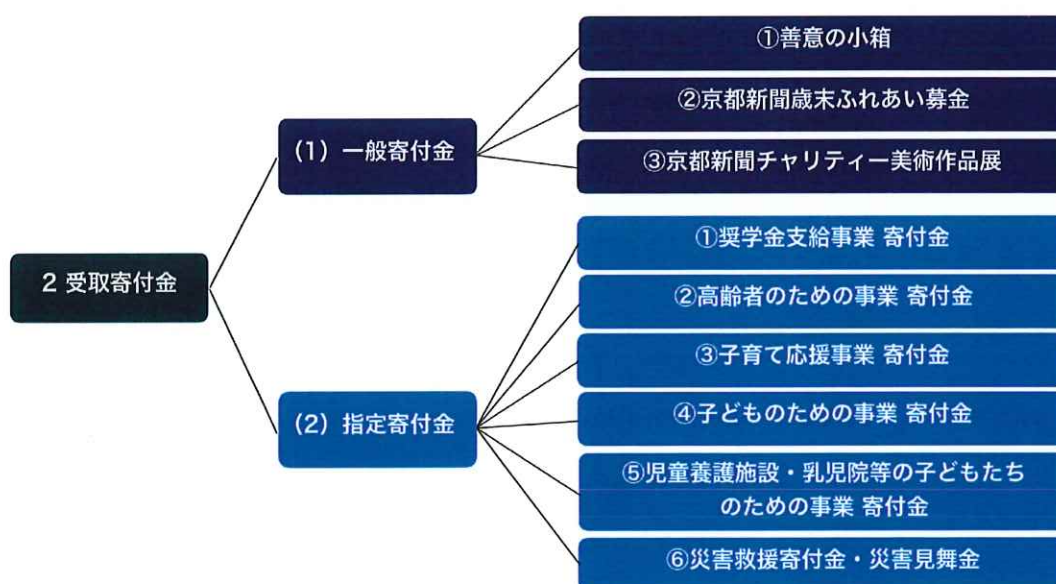 2 受取寄付金
(1) 一般寄付金
①善意の小箱
②京都新聞歳末ふれあい募金
③京都新聞チャリティー美術作品展
(2) 指定寄付金
①奨学金支給事業 寄付金
②高齢者のための事業 寄付金
③子育て応援事業 寄付金
④子どものための事業 寄付金
⑤児童養護施設・乳児院等の子どもたち
のための事業 寄付金
⑥災害救援寄付金・災害見舞金